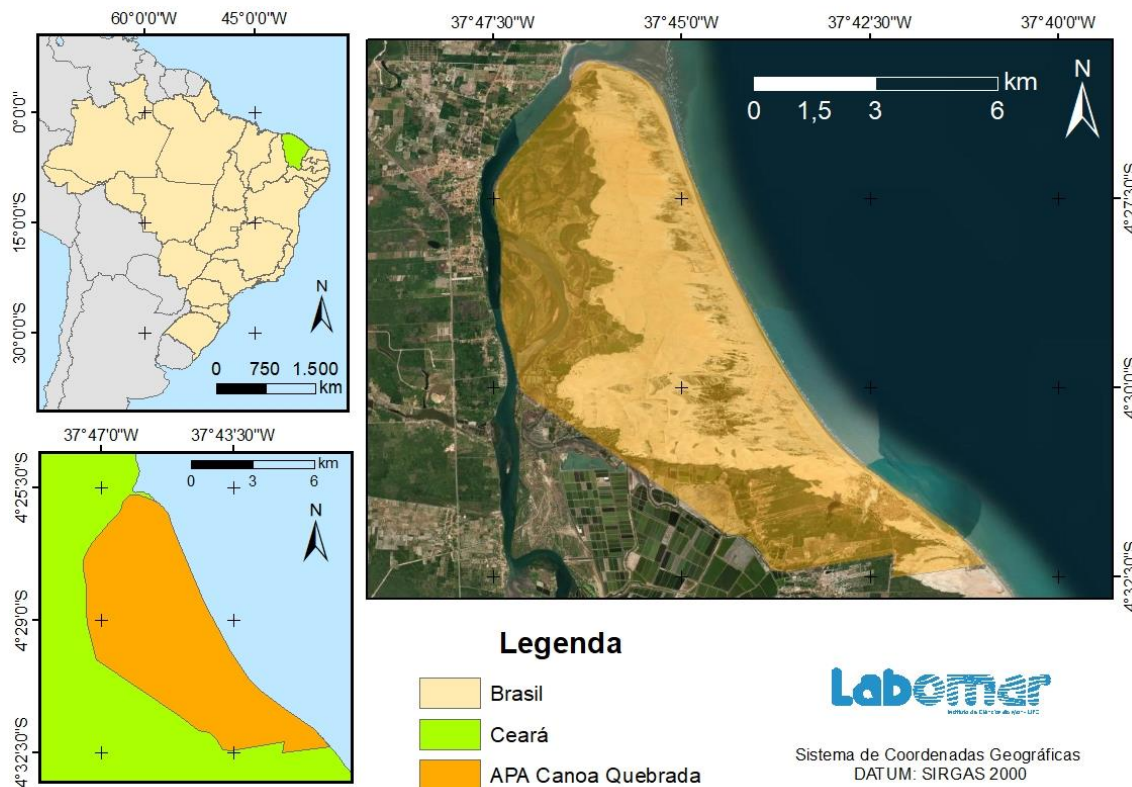 60°0'0"W 45°0'0"W
0°0'0"
15°0'0"S
30°0'0"S
N
0 750 1.500
km
37°47'30"W 37°45'0"W 37°42'30"W 37°40'0"W
km
0 1,5 3 6
N
4°27'30"S
4°30'0"S
4°32'30"S
37°47'0"W 37°43'30"W
km
0 3 6
N
4°25'30"S
4°29'0"S
4°32'30"S
Legenda
Brasil
Ceará
APA Canoa Quebrada
Labomar
Sistema de Coordenadas Geográficas
DATUM: SIRGAS 2000